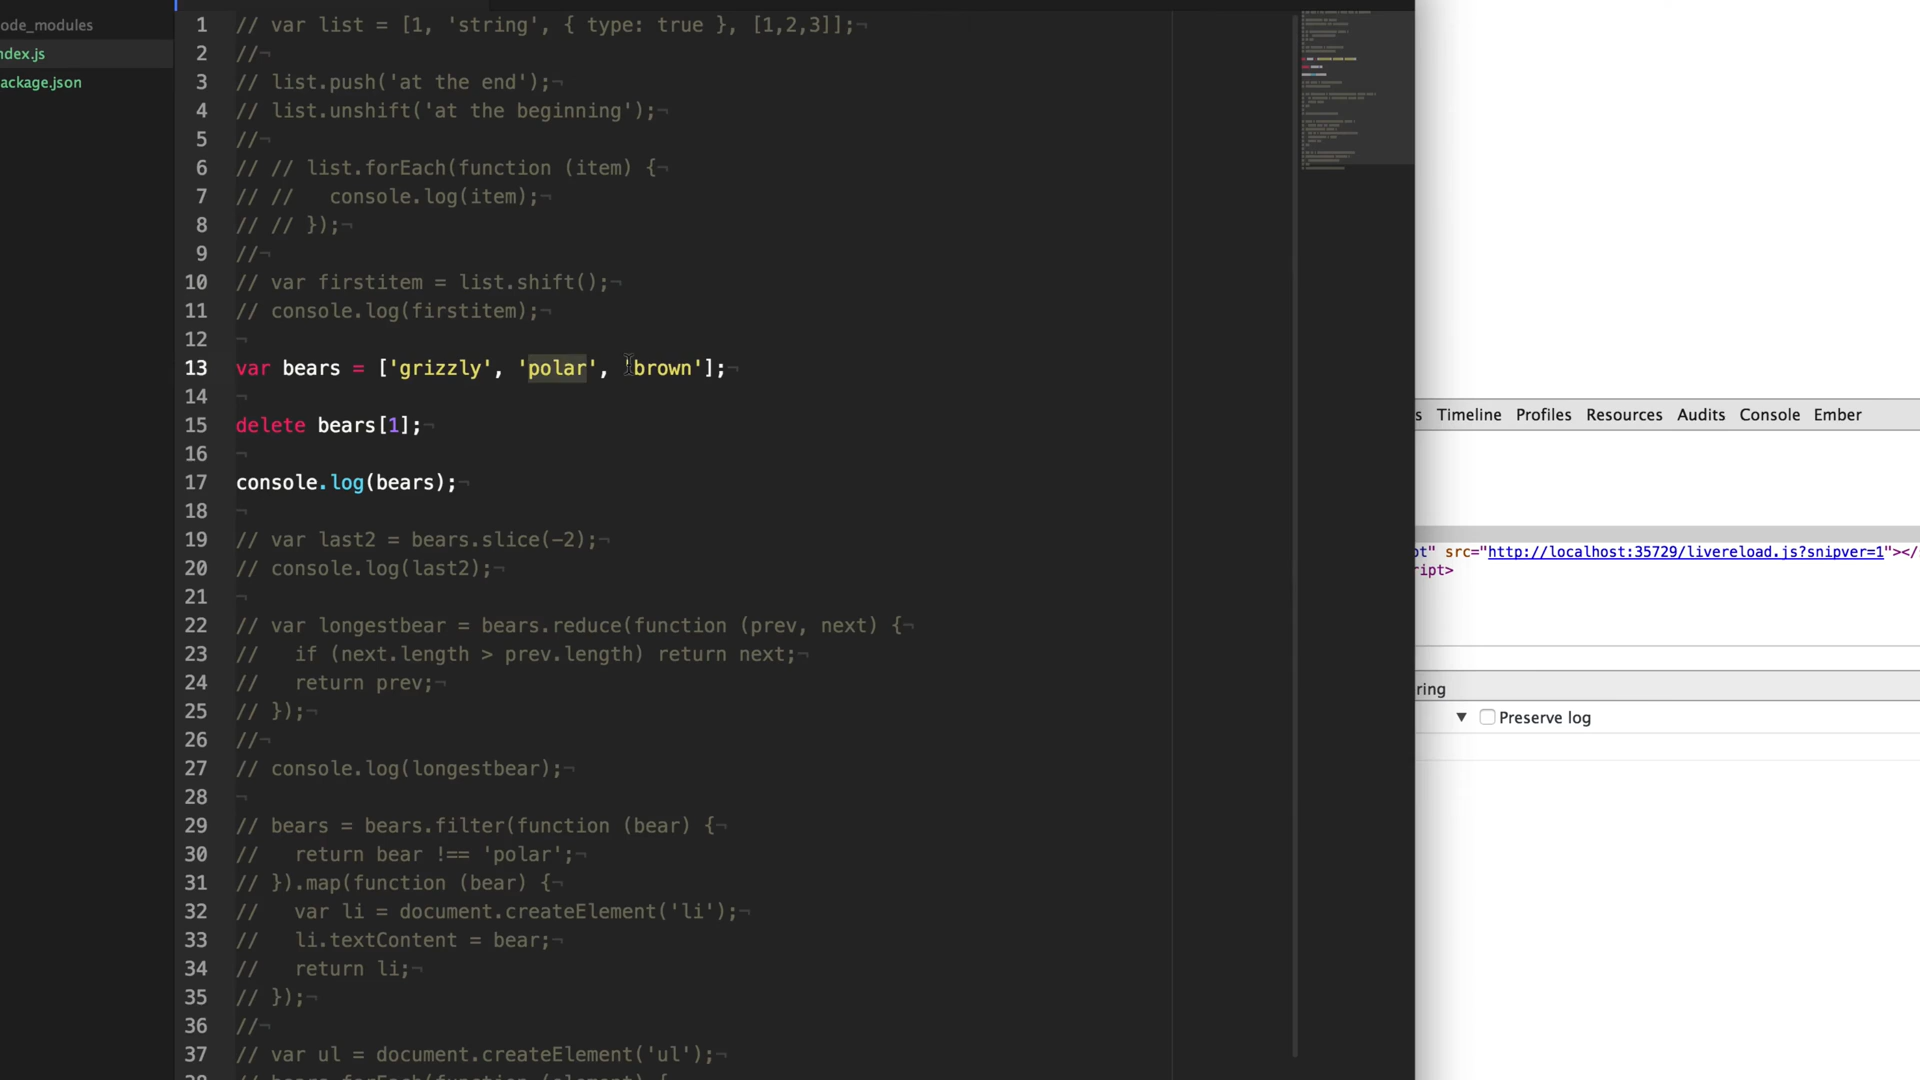 ode_modules
ndex.js
ackage.json
1 // var list = [1, 'string', { type: true }, [1,2,3]];¬
2 //¬
3 // list.push('at the end');¬
4 // list.unshift('at the beginning');¬
5 //¬
6 // // list.forEach(function (item) {¬
7 // //   console.log(item);¬
8 // // });¬
9 //¬
10 // var firstitem = list.shift();¬
11 // console.log(firstitem);¬
12 ¬
13 var bears = ['grizzly', 'polar', 'brown'];¬
14 ¬
15 delete bears[1];¬
16 ¬
17 console.log(bears);¬
18 ¬
19 // var last2 = bears.slice(-2);¬
20 // console.log(last2);¬
21 ¬
22 // var longestbear = bears.reduce(function (prev, next) {¬
23 //   if (next.length > prev.length) return next;¬
24 //   return prev;¬
25 // });¬
26 //¬
27 // console.log(longestbear);¬
28 ¬
29 // bears = bears.filter(function (bear) {¬
30 //   return bear !== 'polar';¬
31 // }).map(function (bear) {¬
32 //   var li = document.createElement('li');¬
33 //   li.textContent = bear;¬
34 //   return li;¬
35 // });¬
36 //¬
37 // var ul = document.createElement('ul');¬
38 // bears.forEach(function (element) {
s Timeline Profiles Resources Audits Console Ember
pt" src="http://localhost:35729/livereload.js?snipver=1"></
ript>
ring
▼ Preserve log